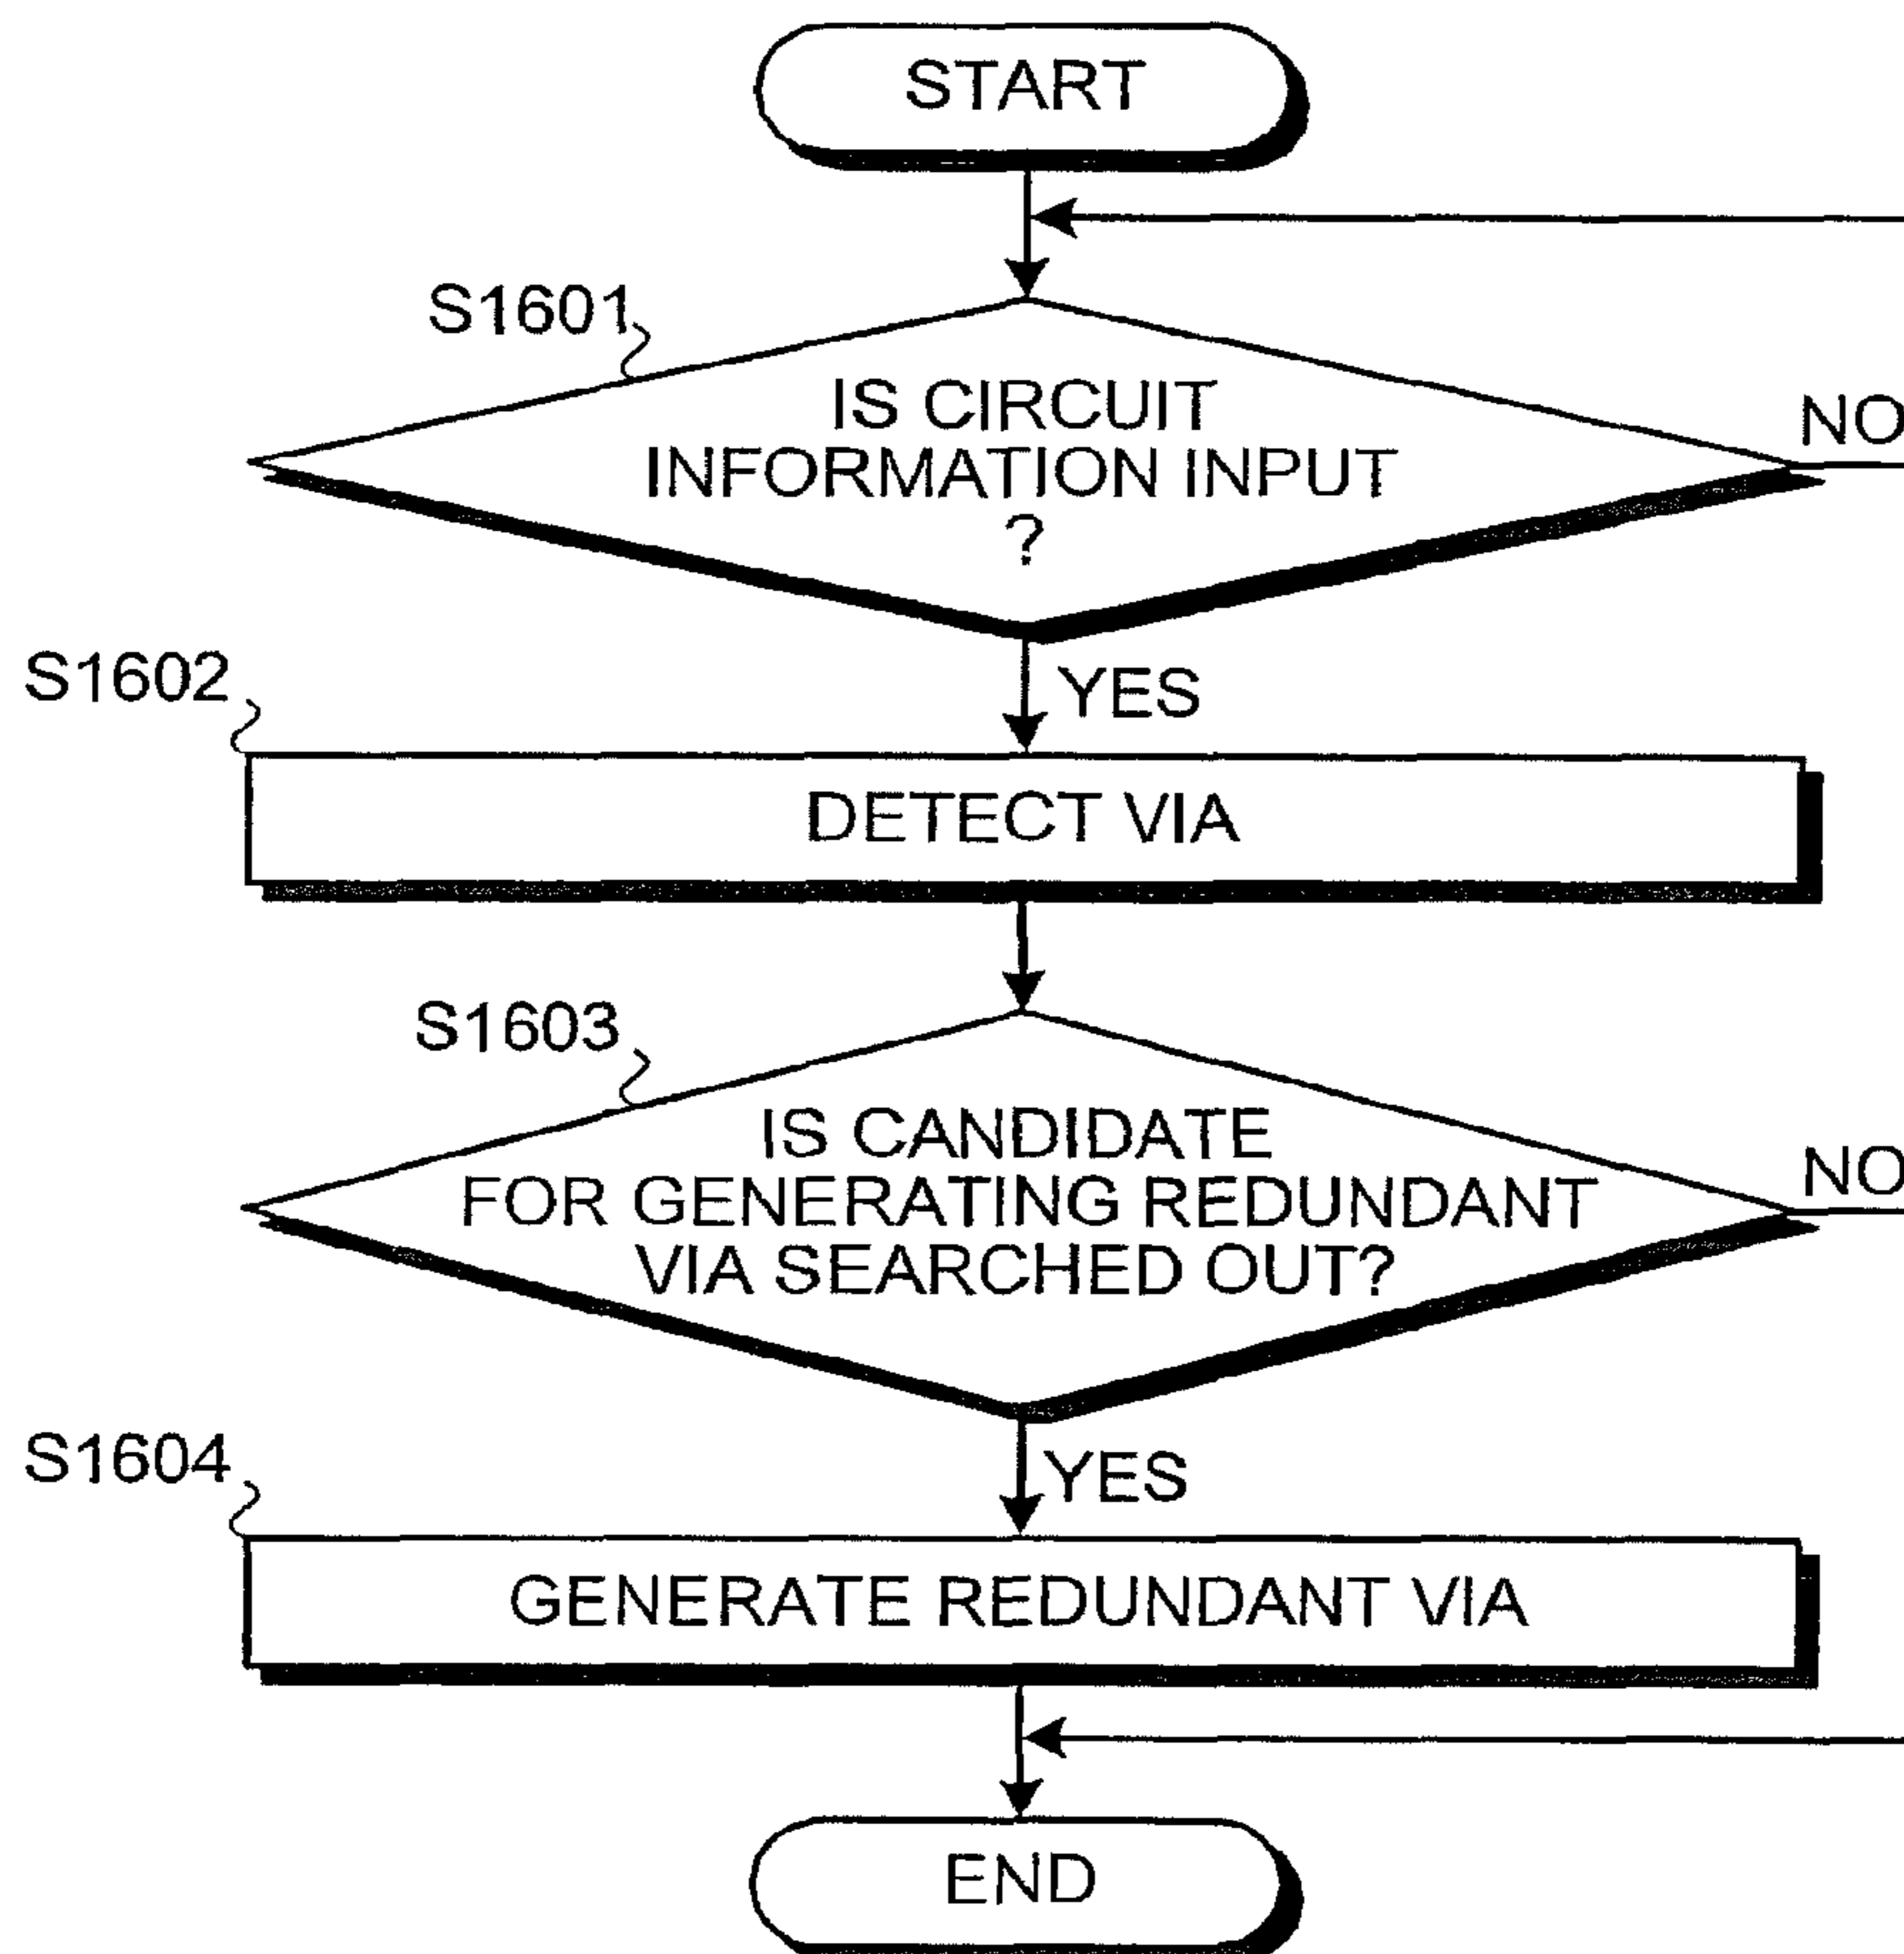 START
S1601
IS CIRCUIT
INFORMATION INPUT
?
NO
YES
S1602
DETECT VIA
S1603
IS CANDIDATE
FOR GENERATING REDUNDANT
VIA SEARCHED OUT?
NO
YES
S1604
GENERATE REDUNDANT VIA
END